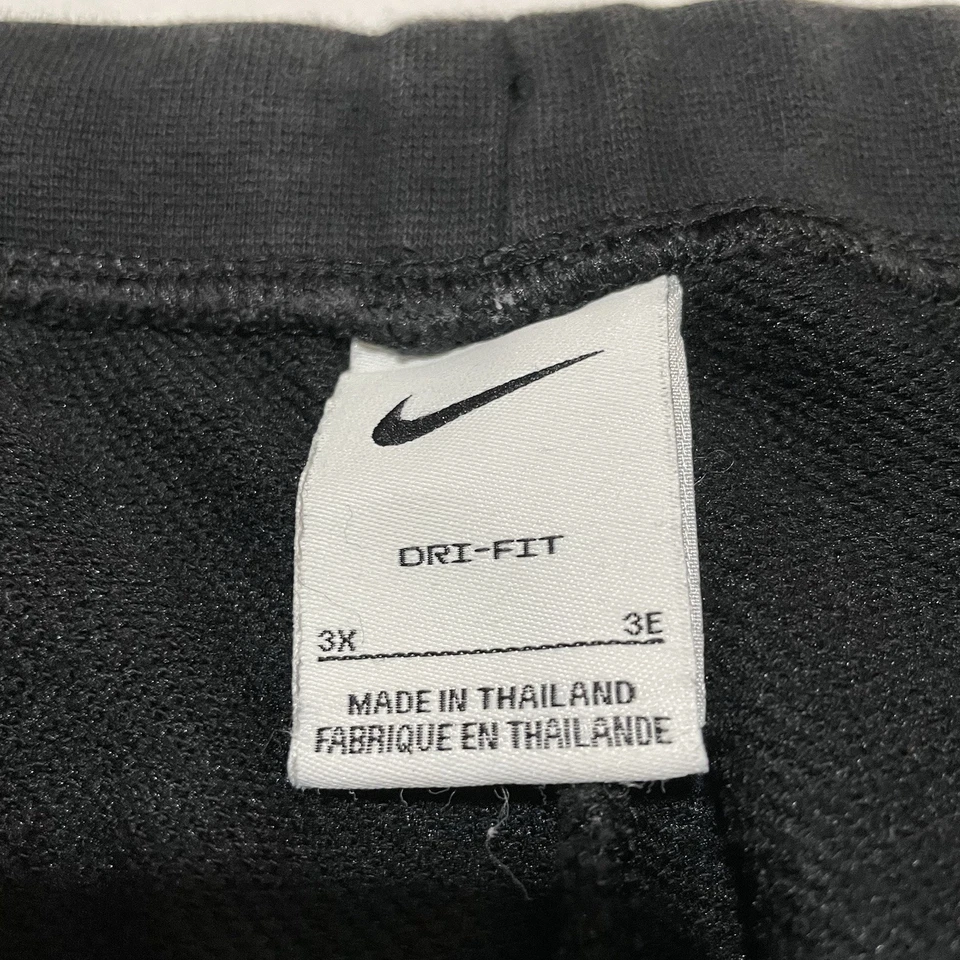 DRI-FIT
3X 3E
MADE IN THAILAND
FABRIQUE EN THAILANDE